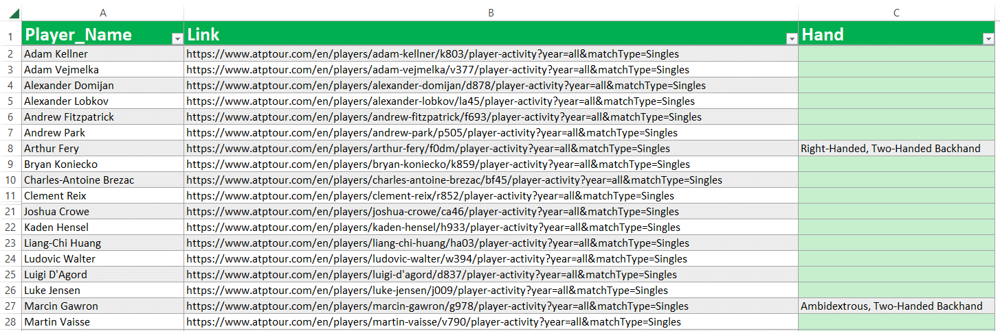 A B C
1 Player_Name Link Hand
2 Adam Kellner https://www.atptour.com/en/players/adam-kellner/k803/player-activity?year=all&matchType=Singles
3 Adam Vejmelka https://www.atptour.com/en/players/adam-vejmelka/v377/player-activity?year=all&matchType=Singles
4 Alexander Domijan https://www.atptour.com/en/players/alexander-domijan/d878/player-activity?year=all&matchType=Singles
5 Alexander Lobkov https://www.atptour.com/en/players/alexander-lobkov/la45/player-activity?year=all&matchType=Singles
6 Andrew Fitzpatrick https://www.atptour.com/en/players/andrew-fitzpatrick/f693/player-activity?year=all&matchType=Singles
7 Andrew Park https://www.atptour.com/en/players/andrew-park/p505/player-activity?year=all&matchType=Singles
8 Arthur Fery https://www.atptour.com/en/players/arthur-fery/f0dm/player-activity?year=all&matchType=Singles Right-Handed, Two-Handed Backhand
9 Bryan Koniecko https://www.atptour.com/en/players/bryan-koniecko/k859/player-activity?year=all&matchType=Singles
10 Charles-Antoine Brezac https://www.atptour.com/en/players/charles-antoine-brezac/bf45/player-activity?year=all&matchType=Singles
11 Clement Reix https://www.atptour.com/en/players/clement-reix/r852/player-activity?year=all&matchType=Singles
21 Joshua Crowe https://www.atptour.com/en/players/joshua-crowe/ca46/player-activity?year=all&matchType=Singles
22 Kaden Hensel https://www.atptour.com/en/players/kaden-hensel/h933/player-activity?year=all&matchType=Singles
23 Liang-Chi Huang https://www.atptour.com/en/players/liang-chi-huang/ha03/player-activity?year=all&matchType=Singles
24 Ludovic Walter https://www.atptour.com/en/players/ludovic-walter/w394/player-activity?year=all&matchType=Singles
25 Luigi D'Agord https://www.atptour.com/en/players/luigi-d'agord/d837/player-activity?year=all&matchType=Singles
26 Luke Jensen https://www.atptour.com/en/players/luke-jensen/j009/player-activity?year=all&matchType=Singles
27 Marcin Gawron https://www.atptour.com/en/players/marcin-gawron/g978/player-activity?year=all&matchType=Singles Ambidextrous, Two-Handed Backhand
28 Martin Vaisse https://www.atptour.com/en/players/martin-vaisse/v790/player-activity?year=all&matchType=Singles